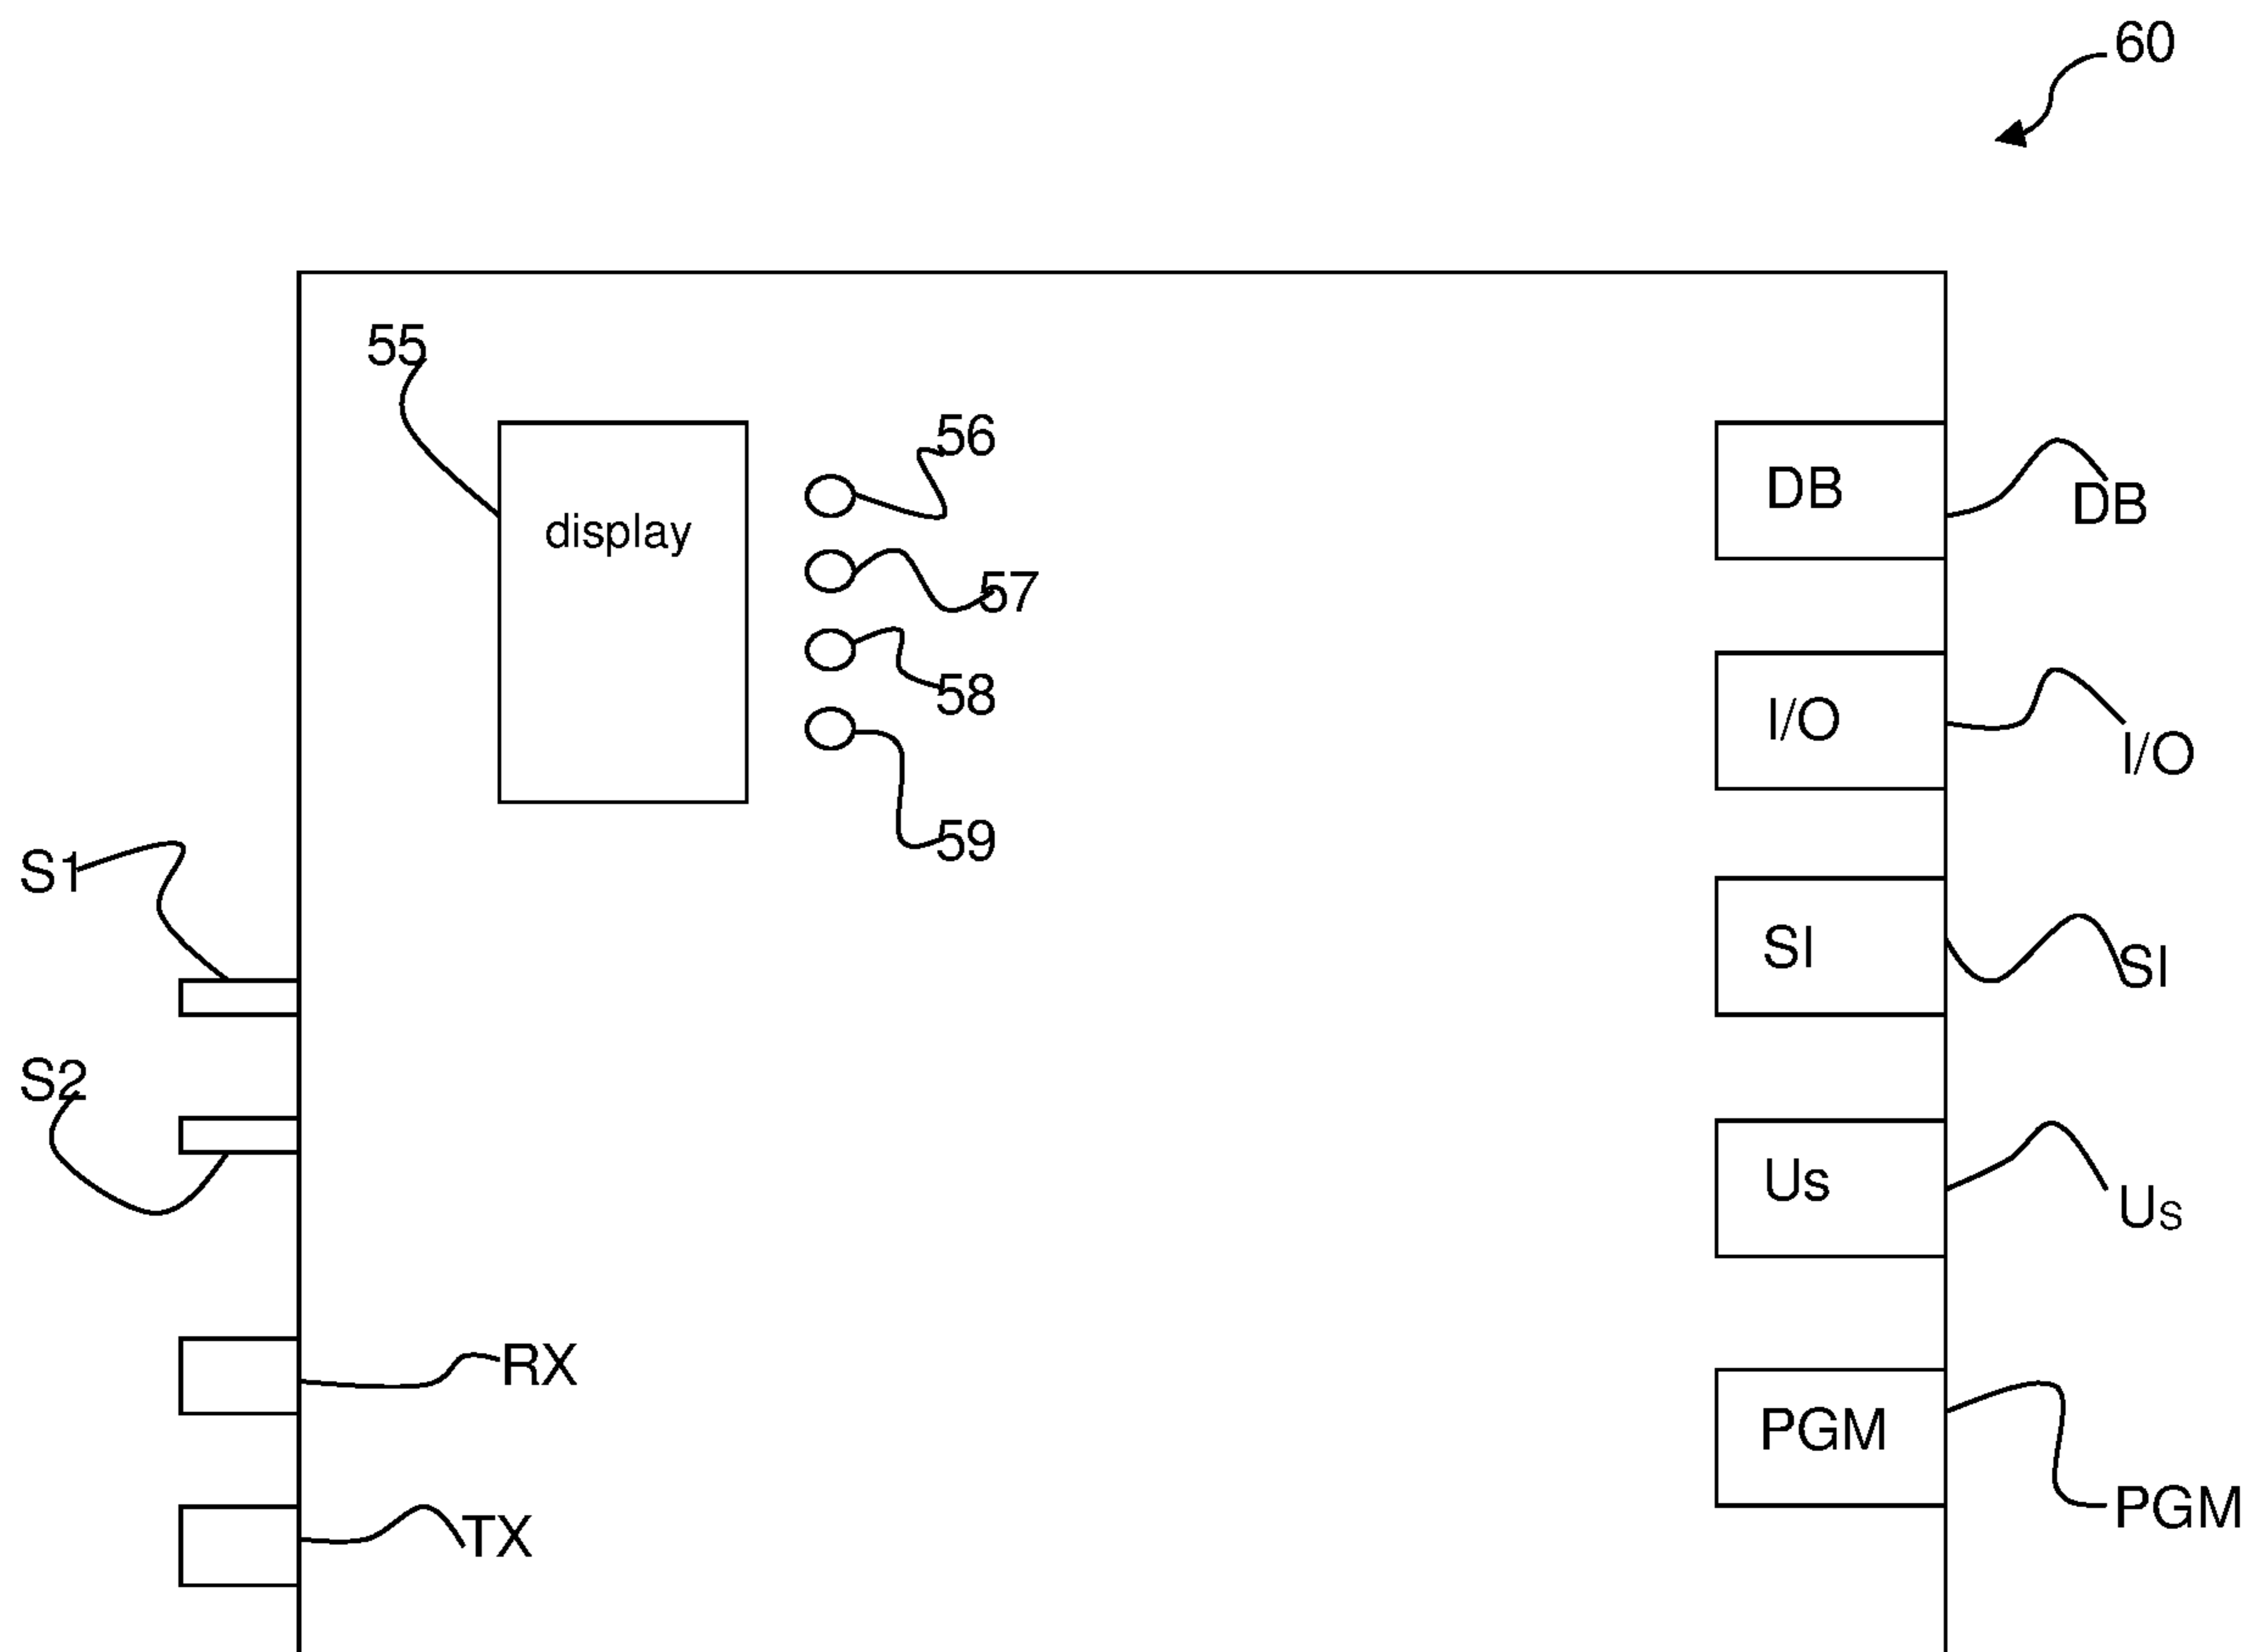 60
55
56
display
DB
DB
57
58
I/O
I/O
59
S1
SI
SI
S2
Us
Us
RX
PGM
PGM
TX